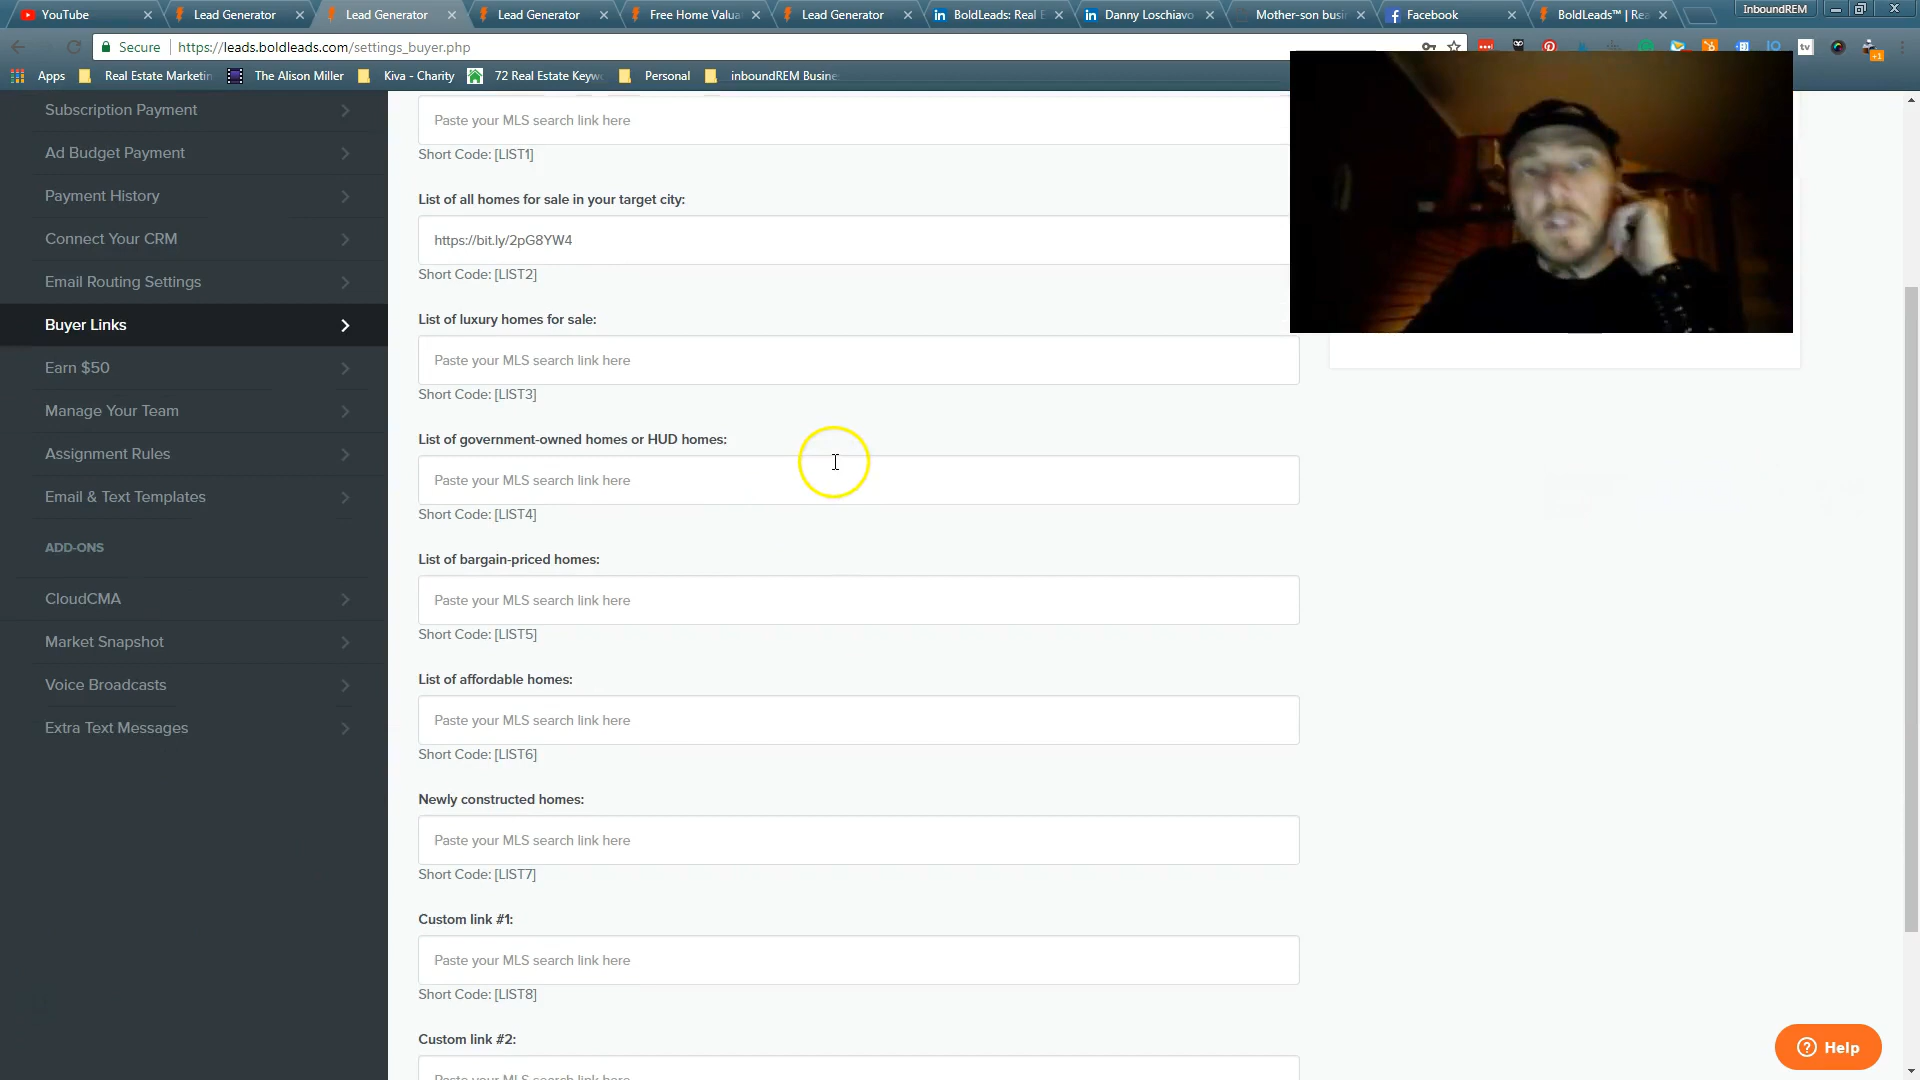 YouTube
Lead Generator
Lead Generator
Lead Generator
Free Home Valua
Lead Generator
BoldLeads: Real E
Danny Loschiavo
Mother-son busi
Facebook
BoldLeads™ | Rea
InboundREM
Secure
https://leads.boldleads.com/settings_buyer.php
Apps
Real Estate Marketin
The Alison Miller
Kiva - Charity
72 Real Estate Keyw
Personal
inboundREM Busine
Subscription Payment
Ad Budget Payment
Payment History
Connect Your CRM
Email Routing Settings
Buyer Links
Earn $50
Manage Your Team
Assignment Rules
Email & Text Templates
ADD-ONS
CloudCMA
Market Snapshot
Voice Broadcasts
Extra Text Messages
Paste your MLS search link here
Short Code: [LIST1]
List of all homes for sale in your target city:
https://bit.ly/2pG8YW4
Short Code: [LIST2]
List of luxury homes for sale:
Paste your MLS search link here
Short Code: [LIST3]
List of government-owned homes or HUD homes:
Paste your MLS search link here
Short Code: [LIST4]
List of bargain-priced homes:
Paste your MLS search link here
Short Code: [LIST5]
List of affordable homes:
Paste your MLS search link here
Short Code: [LIST6]
Newly constructed homes:
Paste your MLS search link here
Short Code: [LIST7]
Custom link #1:
Paste your MLS search link here
Short Code: [LIST8]
Custom link #2:
Paste your MLS search link here
Help